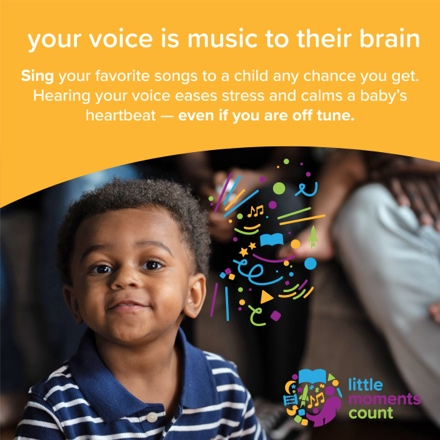 your voice is music to their brain
Sing your favorite songs to a child any chance you get.
Hearing your voice eases stress and calms a baby's
heartbeat — even if you are off tune.
little
moments
count